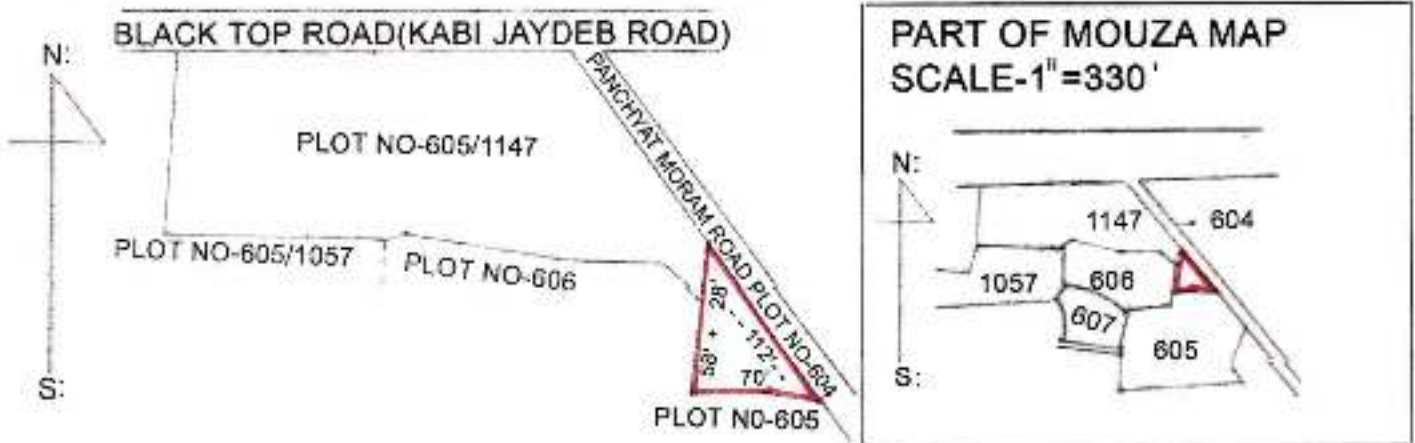 BLACK TOP ROAD(KABI JAYDEB ROAD)
N:
PLOT NO-605/1147
PANCHYAT MORAM ROAD PLOT NO-604
PLOT NO-605/1057
PLOT NO-606
28'
+
58'
112'
70'
S:
PLOT N0-605
PART OF MOUZA MAP
SCALE-1"=330'
N:
1147
604
1057
606
607
605
S: